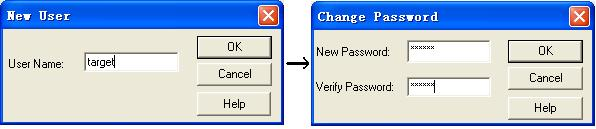 New User
User Name: target
OK
Cancel
Help
Change Password
New Password: ******
Verify Password: ******
OK
Cancel
Help